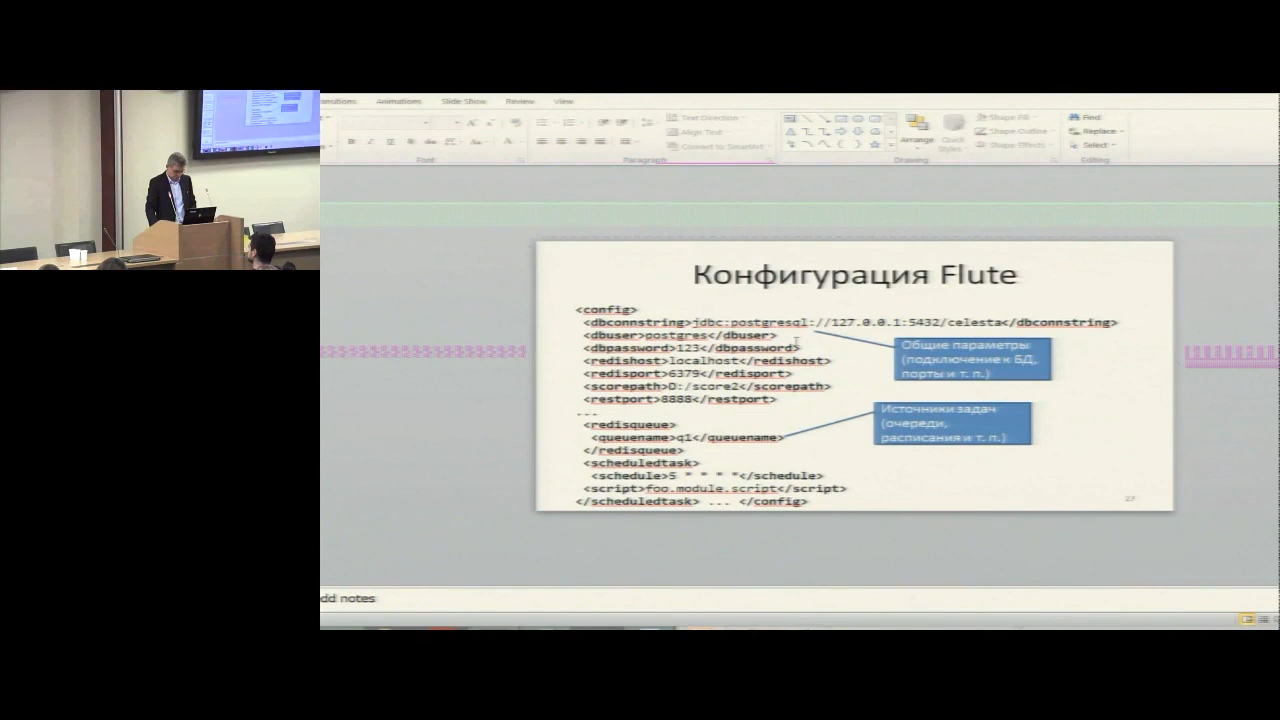 Animations Slide Show Review View
Text Direction
Align Text
Convert to SmartArt
Arrange
Quick
Styles
Shape Fill
Shape Outline
Shape Effects
Find
Replace
Select
Font
Paragraph
Drawing
Editing
Конфигурация Flute
<config>
<dbconnstring>jdbc:postgresql://127.0.0.1:5432/celesta</dbconnstring>
<dbuser>postgres</dbuser>
<dbpassword>123</dbpassword>
<redishost>localhost</redishost>
<redisport>6379</redisport>
<scorepath>D:/score2</scorepath>
<restport>8888</restport>
...
<redisqueue>
<queuename>q1</queuename>
</redisqueue>
<scheduledtask>
<schedule>5 * * * *</schedule>
<script>foo.module.script</script>
</scheduledtask> ... </config>
Общие параметры
(подключение к БД,
порты и т. п.)
Источники задач
(очереди,
расписания и т. п.)
27
dd notes